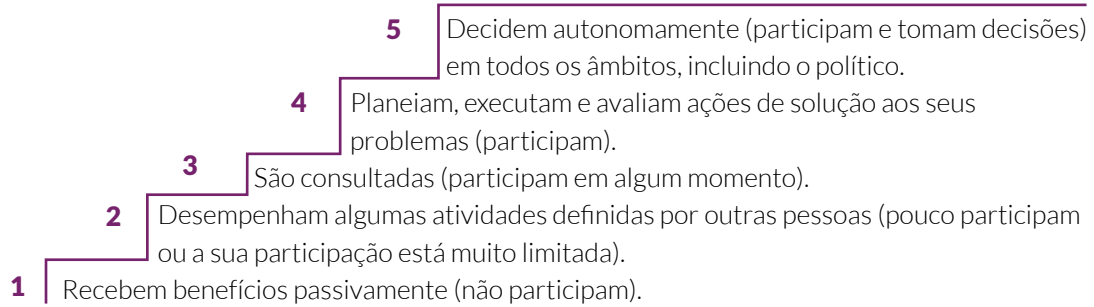 5 Decidem autonomamente (participam e tomam decisões)
em todos os âmbitos, incluindo o político.
4 Planeiam, executam e avaliam ações de solução aos seus
problemas (participam).
3 São consultadas (participam em algum momento).
2 Desempenham algumas atividades definidas por outras pessoas (pouco participam
ou a sua participação está muito limitada).
1 Recebem benefícios passivamente (não participam).